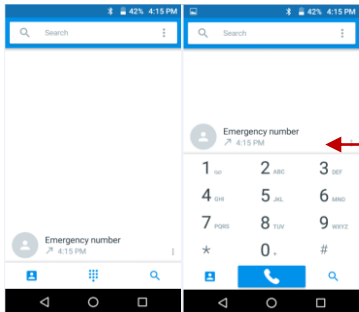 42% 4:15 PM
Search
Emergency number
4:15 PM
42% 4:15 PM
Search
Emergency number
4:15 PM
1
2 ABC
3 DEF
4 GHI
5 JKL
6 MNO
7 PQRS
8 TUV
9 WXYZ
*
0 +
#